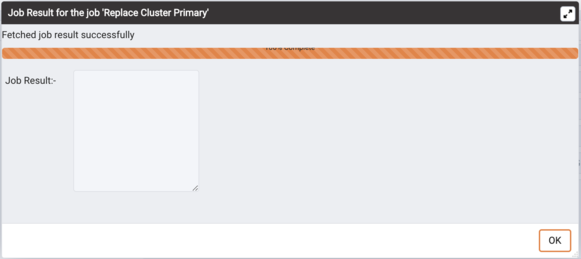 Job Result for the job 'Replace Cluster Primary'
Fetched job result successfully
100% Complete
Job Result:-
OK